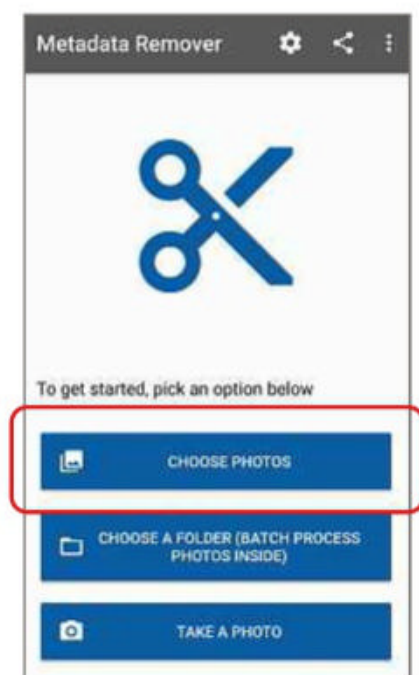 Metadata Remover
To get started, pick an option below
CHOOSE PHOTOS
CHOOSE A FOLDER (BATCH PROCESS
PHOTOS INSIDE)
TAKE A PHOTO